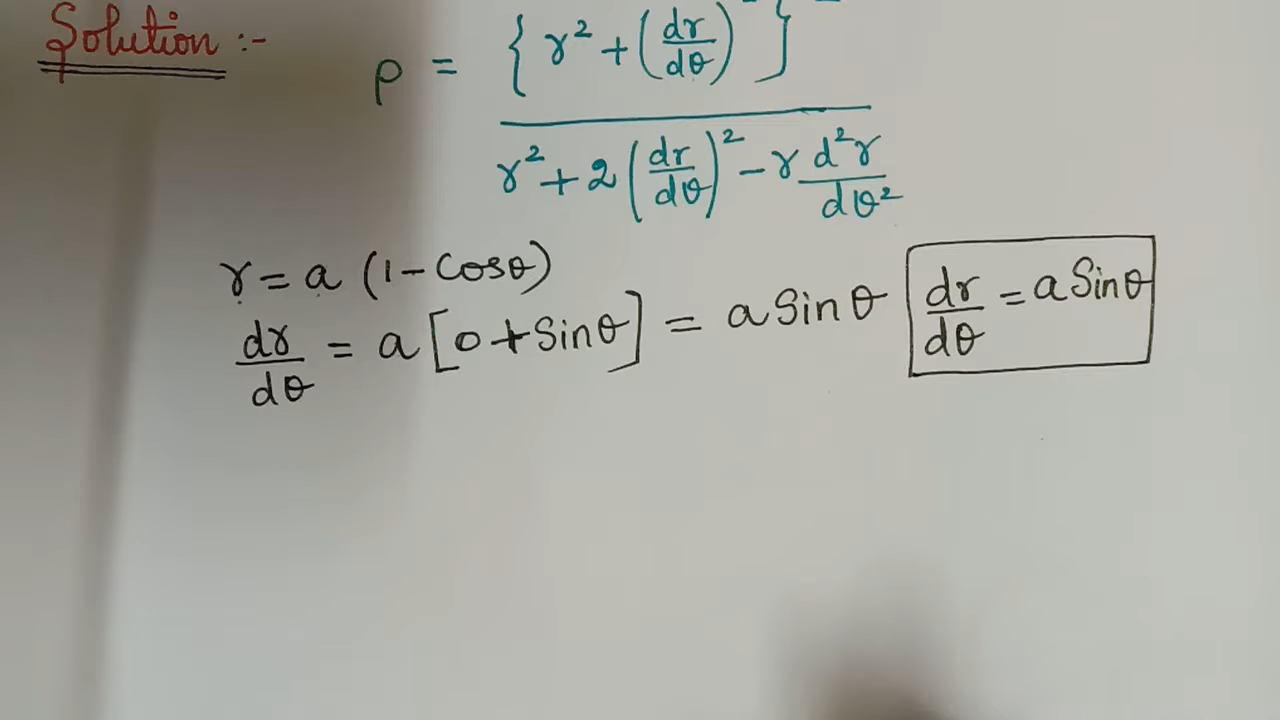 Solution :-
ρ = { r² + (dr/dθ) }
r² + 2 (dr/dθ)² - r d²r/dθ²
r = a (1 - Cosθ)
dr/dθ = a [0 + Sinθ] = a Sinθ dr/dθ = a Sinθ